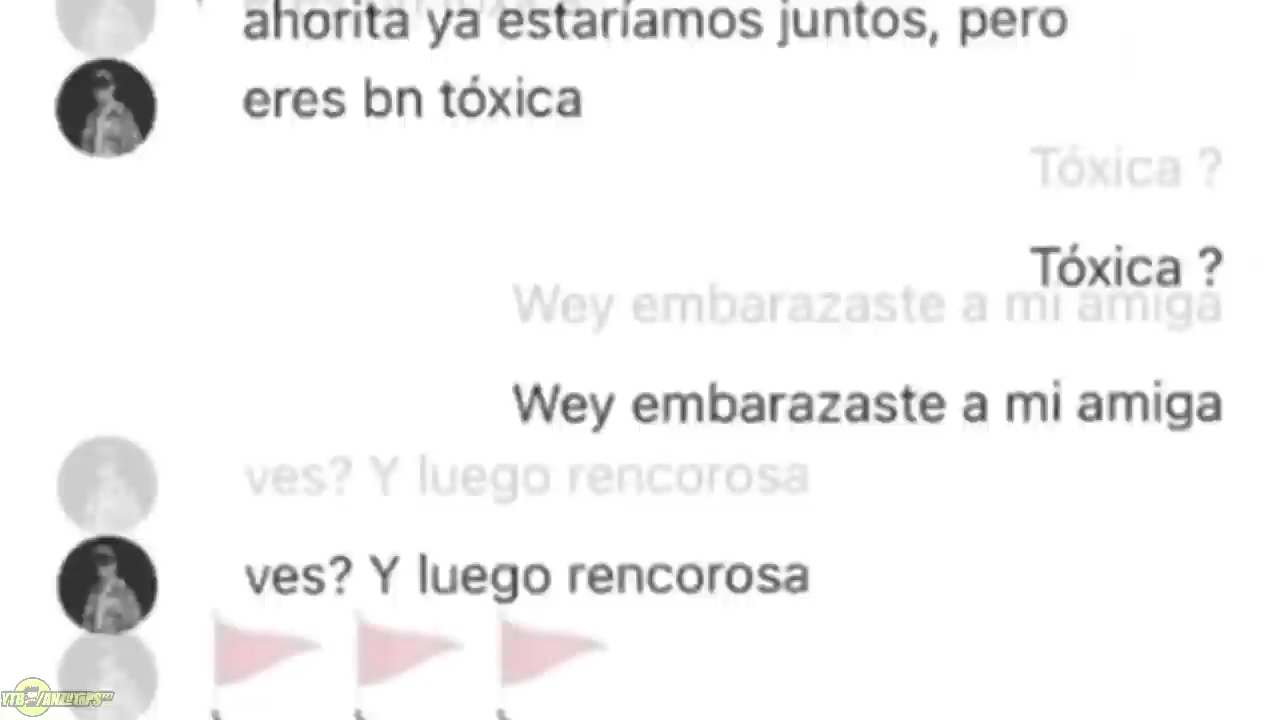 ahorita ya estaríamos juntos, pero
eres bn tóxica
Tóxica ?
Tóxica ?
Wey embarazaste a mi amiga
Wey embarazaste a mi amiga
ves? Y luego rencorosa
ves? Y luego rencorosa